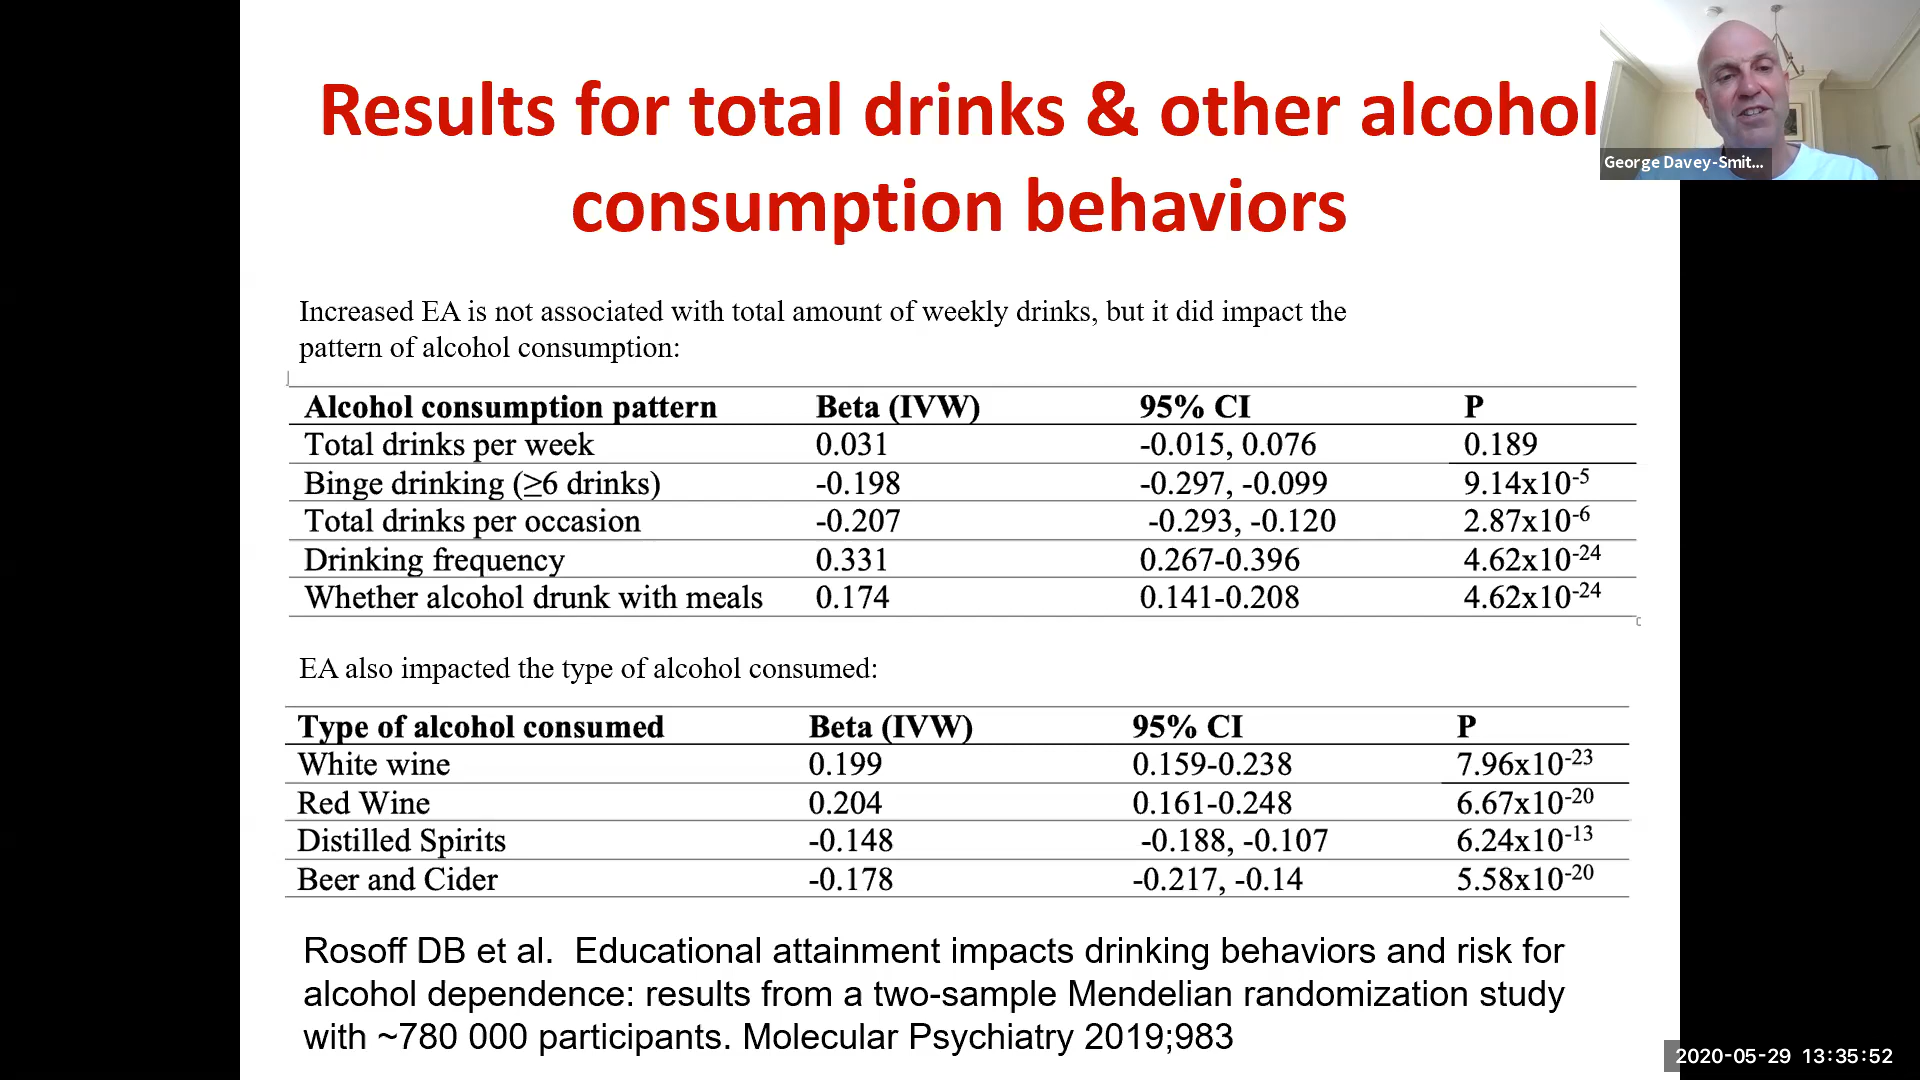 Results for total drinks & other alcohol
consumption behaviors
George Davey-Smit...
Increased EA is not associated with total amount of weekly drinks, but it did impact the
pattern of alcohol consumption:
Alcohol consumption pattern Beta (IVW) 95% CI P
Total drinks per week 0.031 -0.015, 0.076 0.189
Binge drinking (≥6 drinks) -0.198 -0.297, -0.099 9.14x10⁻⁵
Total drinks per occasion -0.207 -0.293, -0.120 2.87x10⁻⁶
Drinking frequency 0.331 0.267-0.396 4.62x10⁻²⁴
Whether alcohol drunk with meals 0.174 0.141-0.208 4.62x10⁻²⁴
EA also impacted the type of alcohol consumed:
Type of alcohol consumed Beta (IVW) 95% CI P
White wine 0.199 0.159-0.238 7.96x10⁻²³
Red Wine 0.204 0.161-0.248 6.67x10⁻²⁰
Distilled Spirits -0.148 -0.188, -0.107 6.24x10⁻¹³
Beer and Cider -0.178 -0.217, -0.14 5.58x10⁻²⁰
Rosoff DB et al. Educational attainment impacts drinking behaviors and risk for
alcohol dependence: results from a two-sample Mendelian randomization study
with ~780 000 participants. Molecular Psychiatry 2019;983
2020-05-29 13:35:52